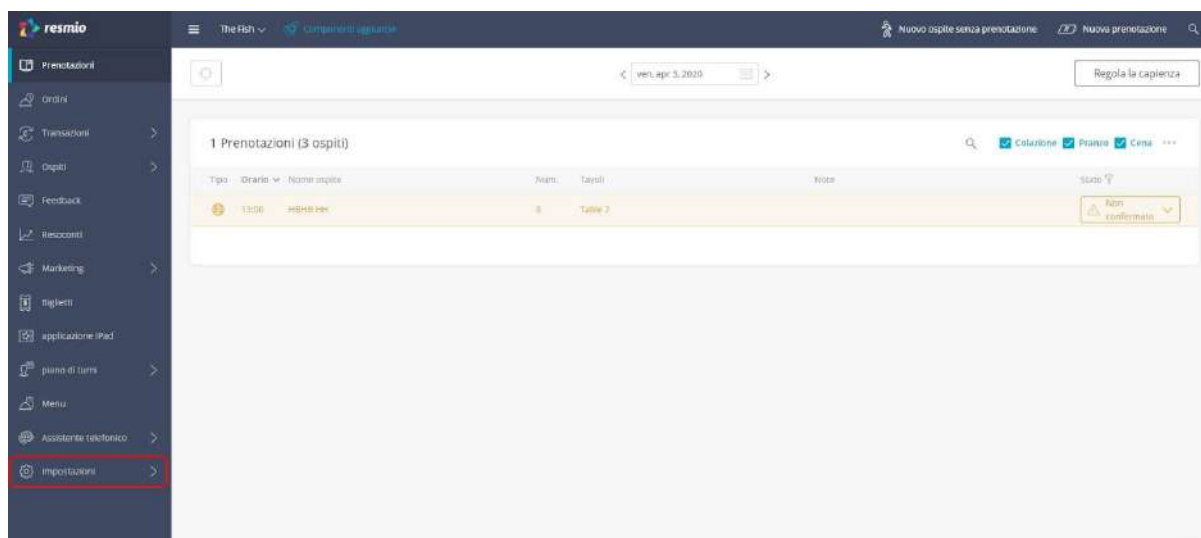 resmio
The Fish
Componenti aggiuntivi
Nuovo ospite senza prenotazione
Nuova prenotazione
Prenotazioni
Ordini
Transazioni
Ospiti
Feedback
Resoconti
Marketing
Biglietti
applicazione iPad
piano di turni
Menu
Assistente telefonico
Impostazioni
ven, apr 3, 2020
Regola la capienza
1 Prenotazioni (3 ospiti)
Colazione Pranzo Cena
Tipo Orario Nome ospite Num. Tavoli Note Stato
13:00 Table 7 Non
confermato